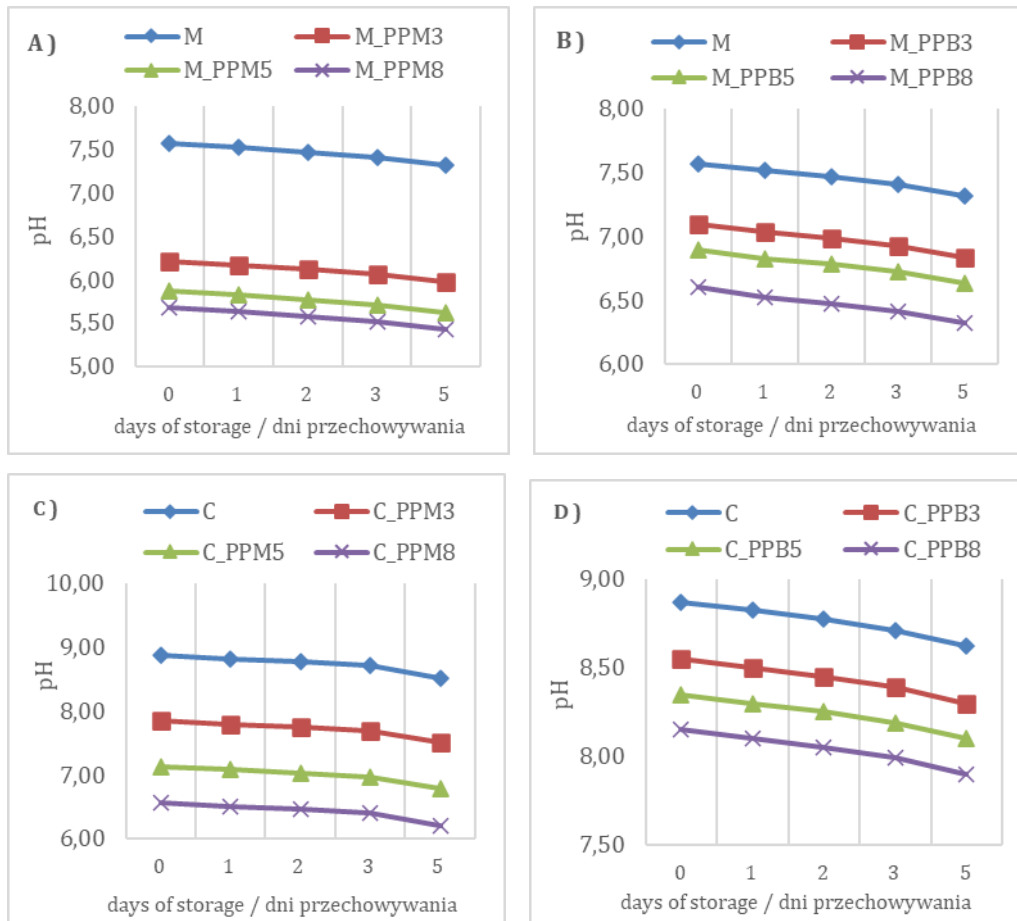 A)
M M_PPM3
M_PPM5 M_PPM8
8,00
7,50
7,00
6,50
6,00
5,50
5,00
pH
0 1 2 3 5
days of storage / dni przechowywania
B)
M M_PPB3
M_PPB5 M_PPB8
8,00
7,50
7,00
6,50
6,00
pH
0 1 2 3 5
days of storage / dni przechowywania
C)
C C_PPM3
C_PPM5 C_PPM8
10,00
9,00
8,00
7,00
6,00
pH
0 1 2 3 5
days of storage / dni przechowywania
D)
C C_PPB3
C_PPB5 C_PPB8
9,00
8,50
8,00
7,50
pH
0 1 2 3 5
days of storage / dni przechowywania